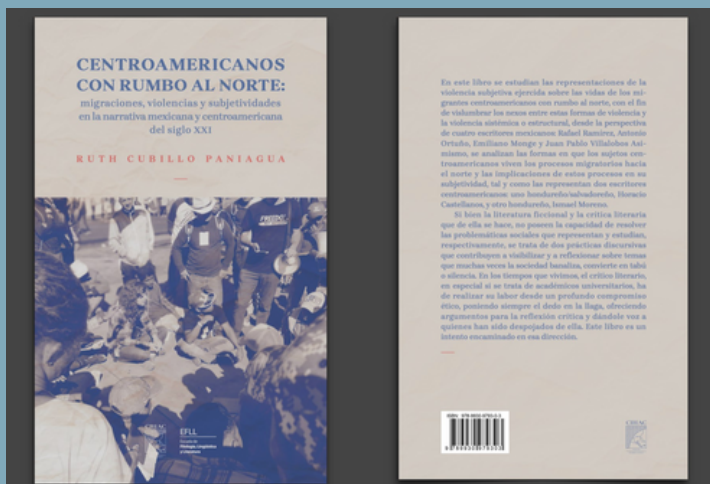 CENTROAMERICANOS
CON RUMBO AL NORTE:
migraciones, violencias y subjetividades
en la narrativa mexicana y centroamericana
del siglo XXI
RUTH CUBILLO PANIAGUA
FREEDOM
EFLL
Escuela de
Filología, Lingüística
y Literatura
En este libro se estudian las representaciones de la
violencia subjetiva ejercida sobre las vidas de los mi-
grantes centroamericanos con rumbo al norte, con el fin
de vislumbrar los nexos entre estas formas de violencia y
la violencia sistémica o estructural, desde la perspectiva
de cuatro escritores mexicanos: Rafael Ramírez, Antonio
Ortuño, Emiliano Monge y Juan Pablo Villalobos Asi-
mismo, se analizan las formas en que los sujetos cen-
troamericanos viven los procesos migratorios hacia
el norte y las implicaciones de estos procesos en su
subjetividad, tal y como las representan dos escritores
centroamericanos: uno hondureño/salvadoreño, Horacio
Castellanos, y otro hondureño, Ismael Moreno.
Si bien la literatura ficcional y la crítica literaria
que de ella se hace, no poseen la capacidad de resolver
las problemáticas sociales que representan y estudian,
respectivamente, se trata de dos prácticas discursivas
que contribuyen a visibilizar y a reflexionar sobre temas
que muchas veces la sociedad banaliza, convierte en tabú
o silencia. En los tiempos que vivimos, el crítico literario,
en especial si se trata de académicos universitarios, ha
de realizar su labor desde un profundo compromiso
ético, poniendo siempre el dedo en la llaga, ofreciendo
argumentos para la reflexión crítica y dándole voz a
quienes han sido despojados de ella. Este libro es un
intento encaminado en esa dirección.
CIHAC